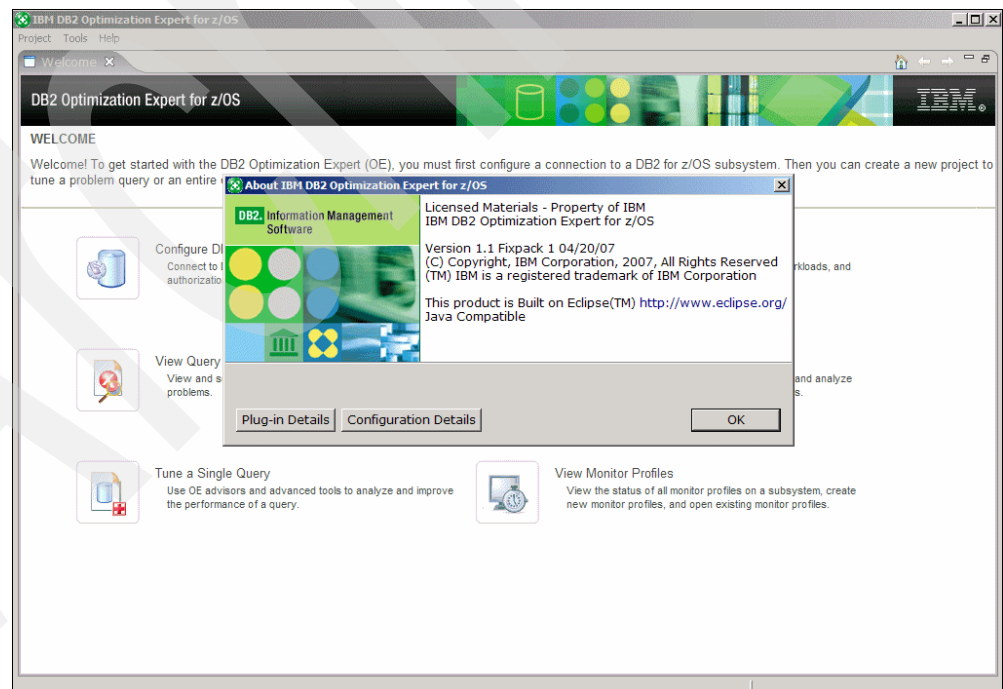 IBM DB2 Optimization Expert for z/OS
Project Tools Help
Welcome
DB2 Optimization Expert for z/OS
IBM®
WELCOME
Welcome! To get started with the DB2 Optimization Expert (OE), you must first configure a connection to a DB2 for z/OS subsystem. Then you can create a new project to
tune a problem query or an entire
About IBM DB2 Optimization Expert for z/OS
DB2. Information Management
Software
Licensed Materials - Property of IBM
IBM DB2 Optimization Expert for z/OS
Version 1.1 Fixpack 1 04/20/07
(C) Copyright, IBM Corporation, 2007, All Rights Reserved
(TM) IBM is a registered trademark of IBM Corporation
This product is Built on Eclipse(TM) http://www.eclipse.org/
Java Compatible
Plug-in Details
Configuration Details
OK
Configure
Connect to
rkloads, and
authorizatio
View Query
View and s
and analyze
problems.
s.
Tune a Single Query
Use OE advisors and advanced tools to analyze and improve
the performance of a query.
View Monitor Profiles
View the status of all monitor profiles on a subsystem, create
new monitor profiles, and open existing monitor profiles.